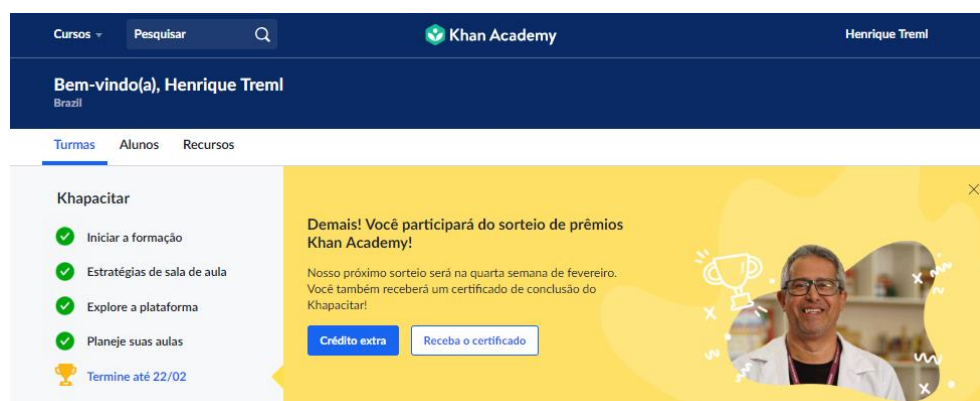 Cursos
Pesquisar
Khan Academy
Henrique Treml
Bem-vindo(a), Henrique Treml
Brazil
Turmas
Alunos
Recursos
Khapacitar
Iniciar a formação
Estratégias de sala de aula
Explore a plataforma
Planeje suas aulas
Termine até 22/02
Demais! Você participará do sorteio de prêmios
Khan Academy!
Nosso próximo sorteio será na quarta semana de fevereiro.
Você também receberá um certificado de conclusão do
Khapacitar!
Crédito extra
Receba o certificado